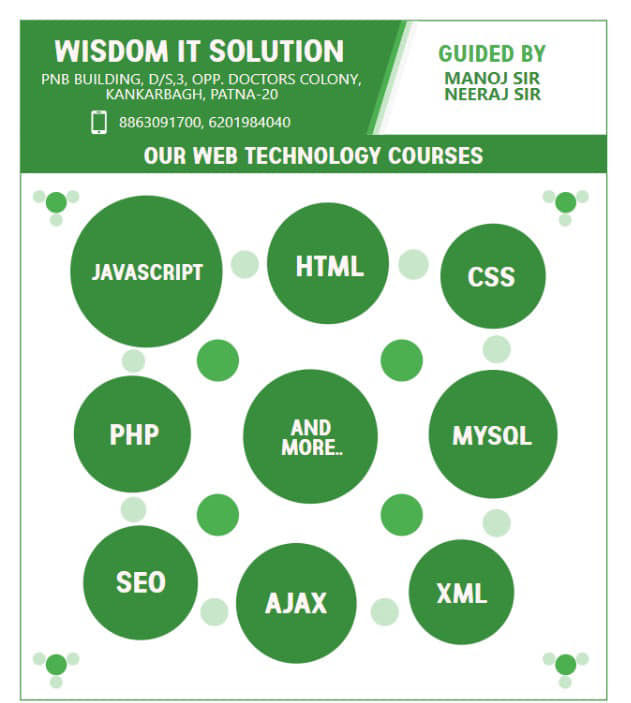 WISDOM IT SOLUTION
PNB BUILDING, D/S,3, OPP. DOCTORS COLONY,
KANKARBAGH, PATNA-20
8863091700, 6201984040
GUIDED BY
MANOJ SIR
NEERAJ SIR
OUR WEB TECHNOLOGY COURSES
JAVASCRIPT
HTML
CSS
PHP
AND
MORE..
MYSQL
SEO
AJAX
XML